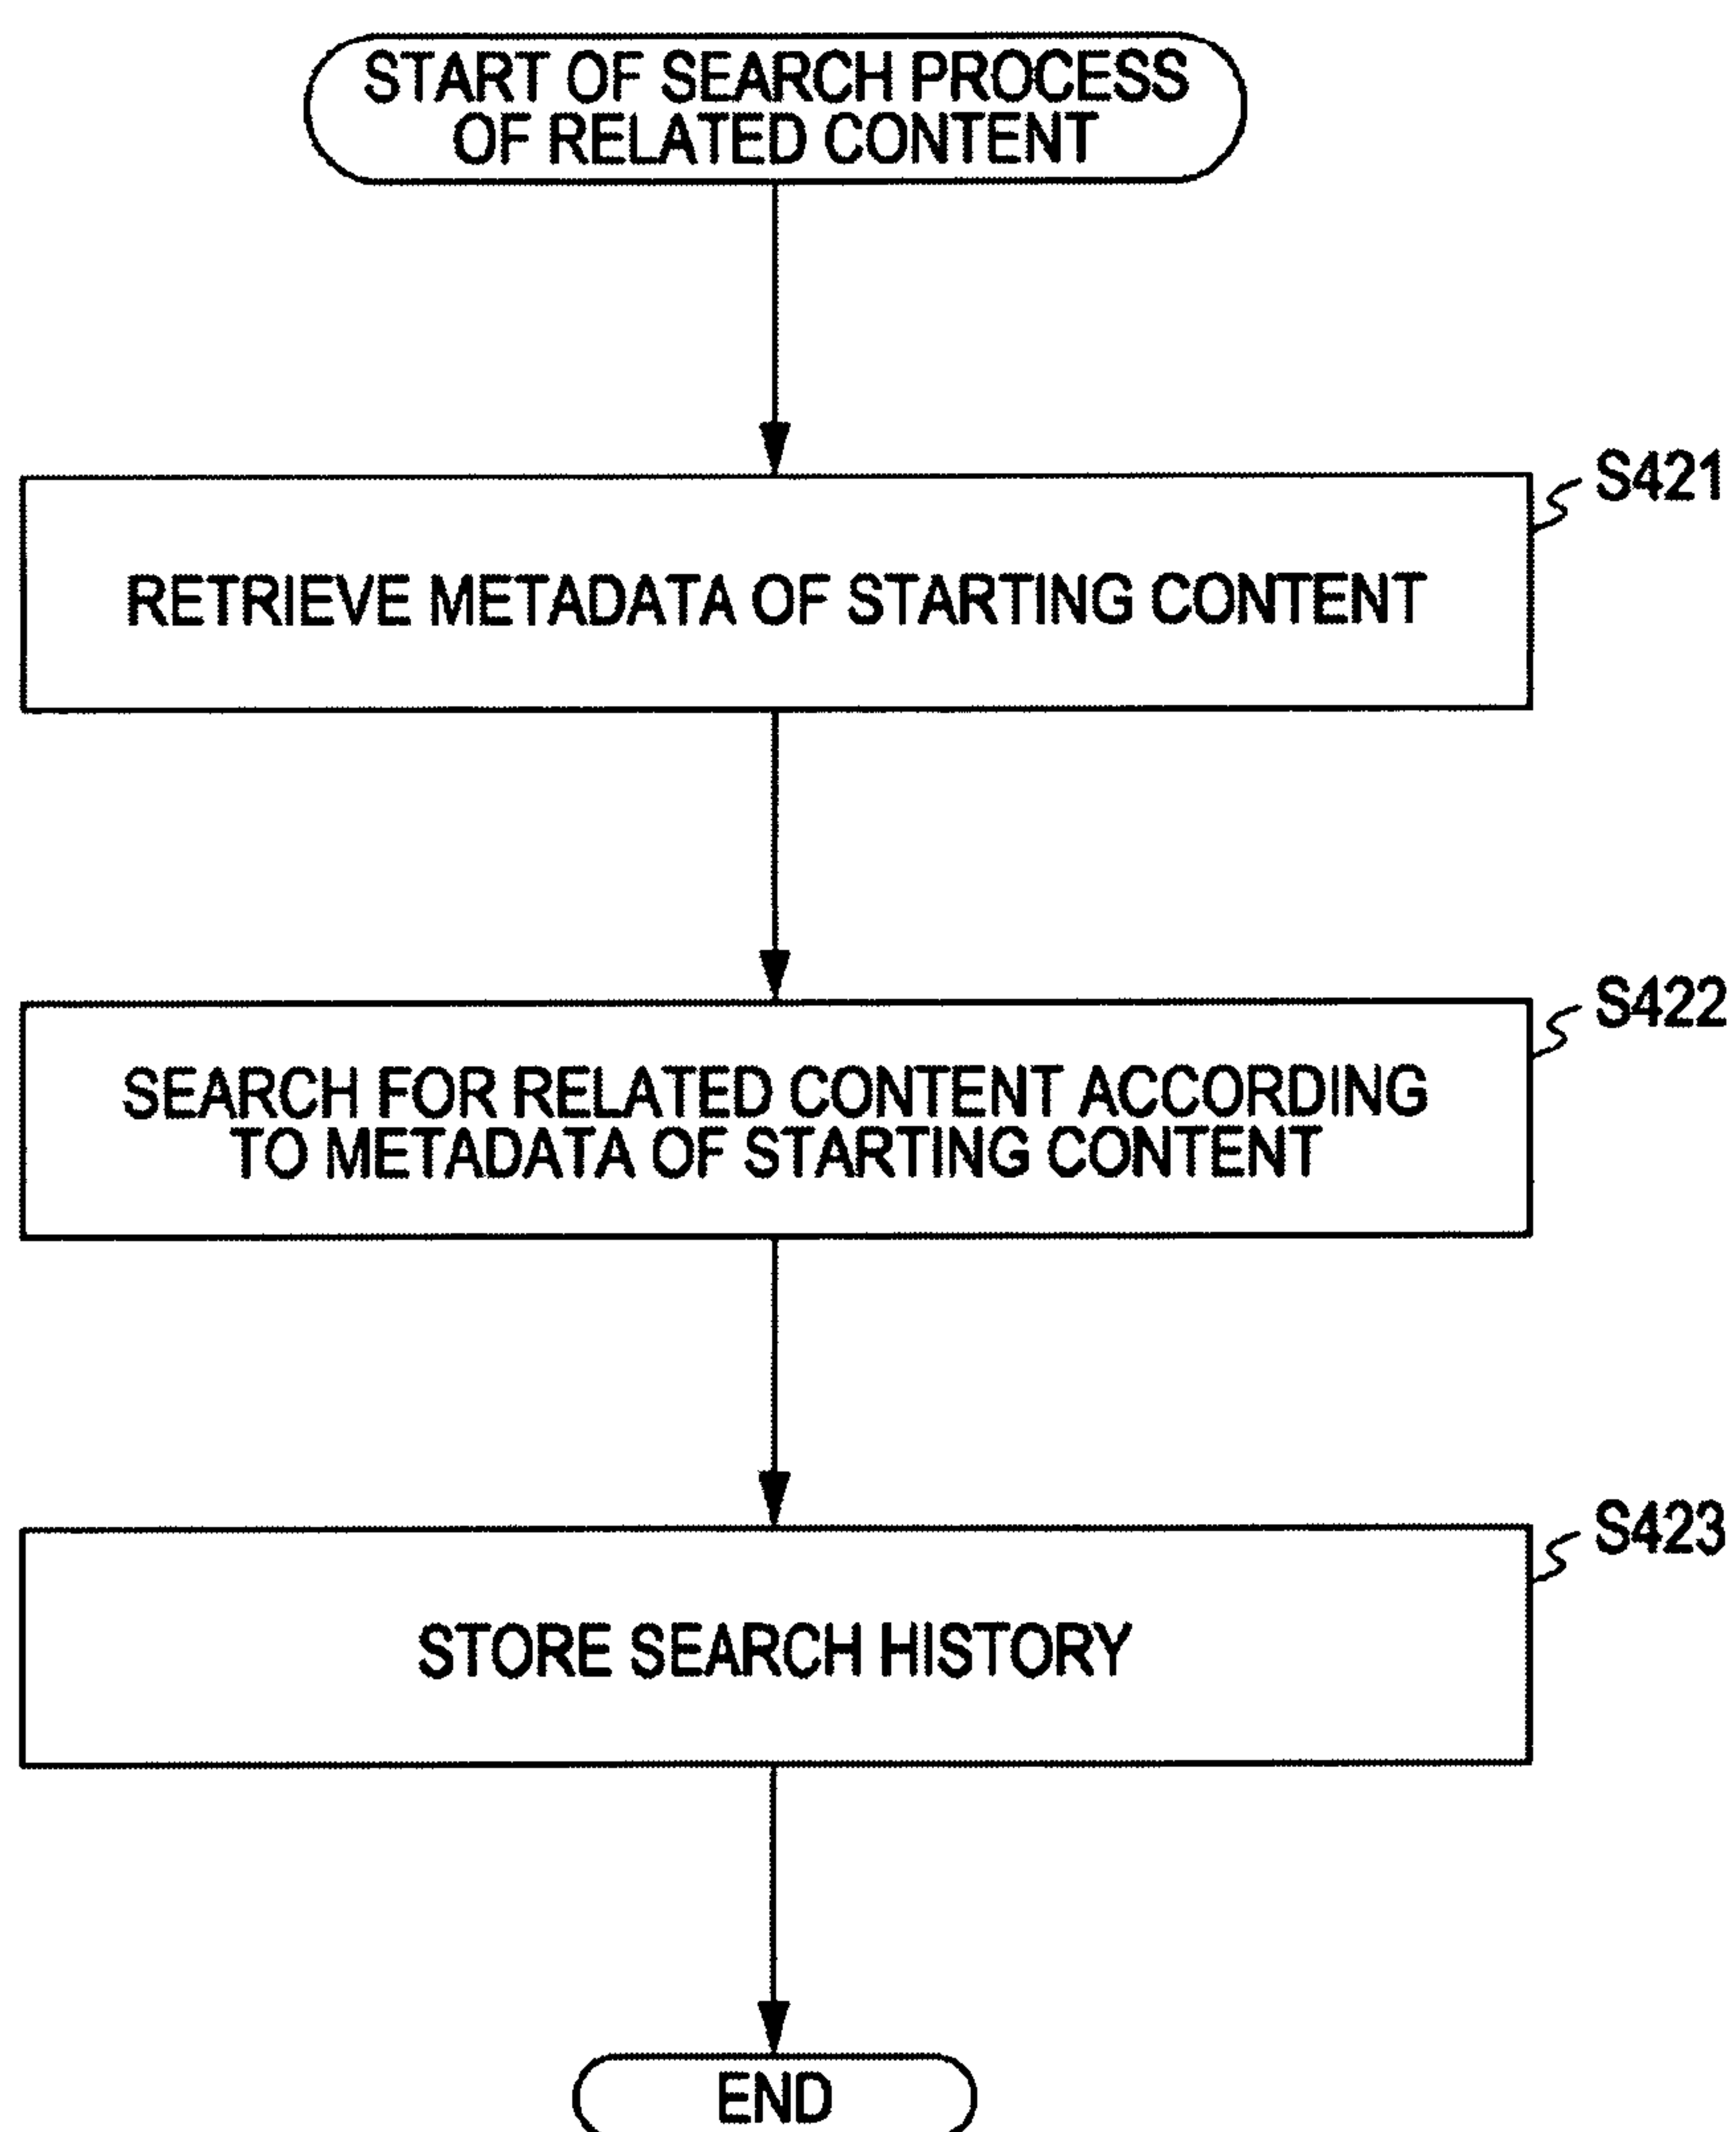 START OF SEARCH PROCESS
OF RELATED CONTENT
S421
RETRIEVE METADATA OF STARTING CONTENT
S422
SEARCH FOR RELATED CONTENT ACCORDING
TO METADATA OF STARTING CONTENT
S423
STORE SEARCH HISTORY
END